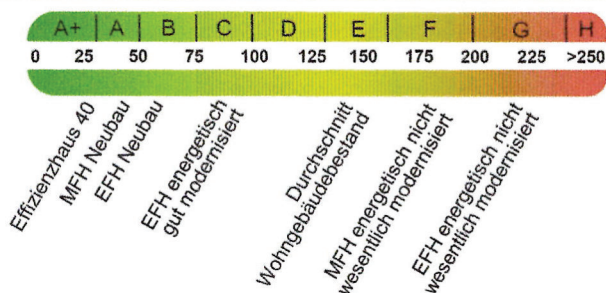 A+ A B C D E F G H
0 25 50 75 100 125 150 175 200 225 >250
Effizienzhaus 40
MFH Neubau
EFH Neubau
EFH energetisch
gut modernisiert
Durchschnitt
Wohngebäudebestand
MFH energetisch nicht
wesentlich modernisiert
EFH energetisch nicht
wesentlich modernisiert